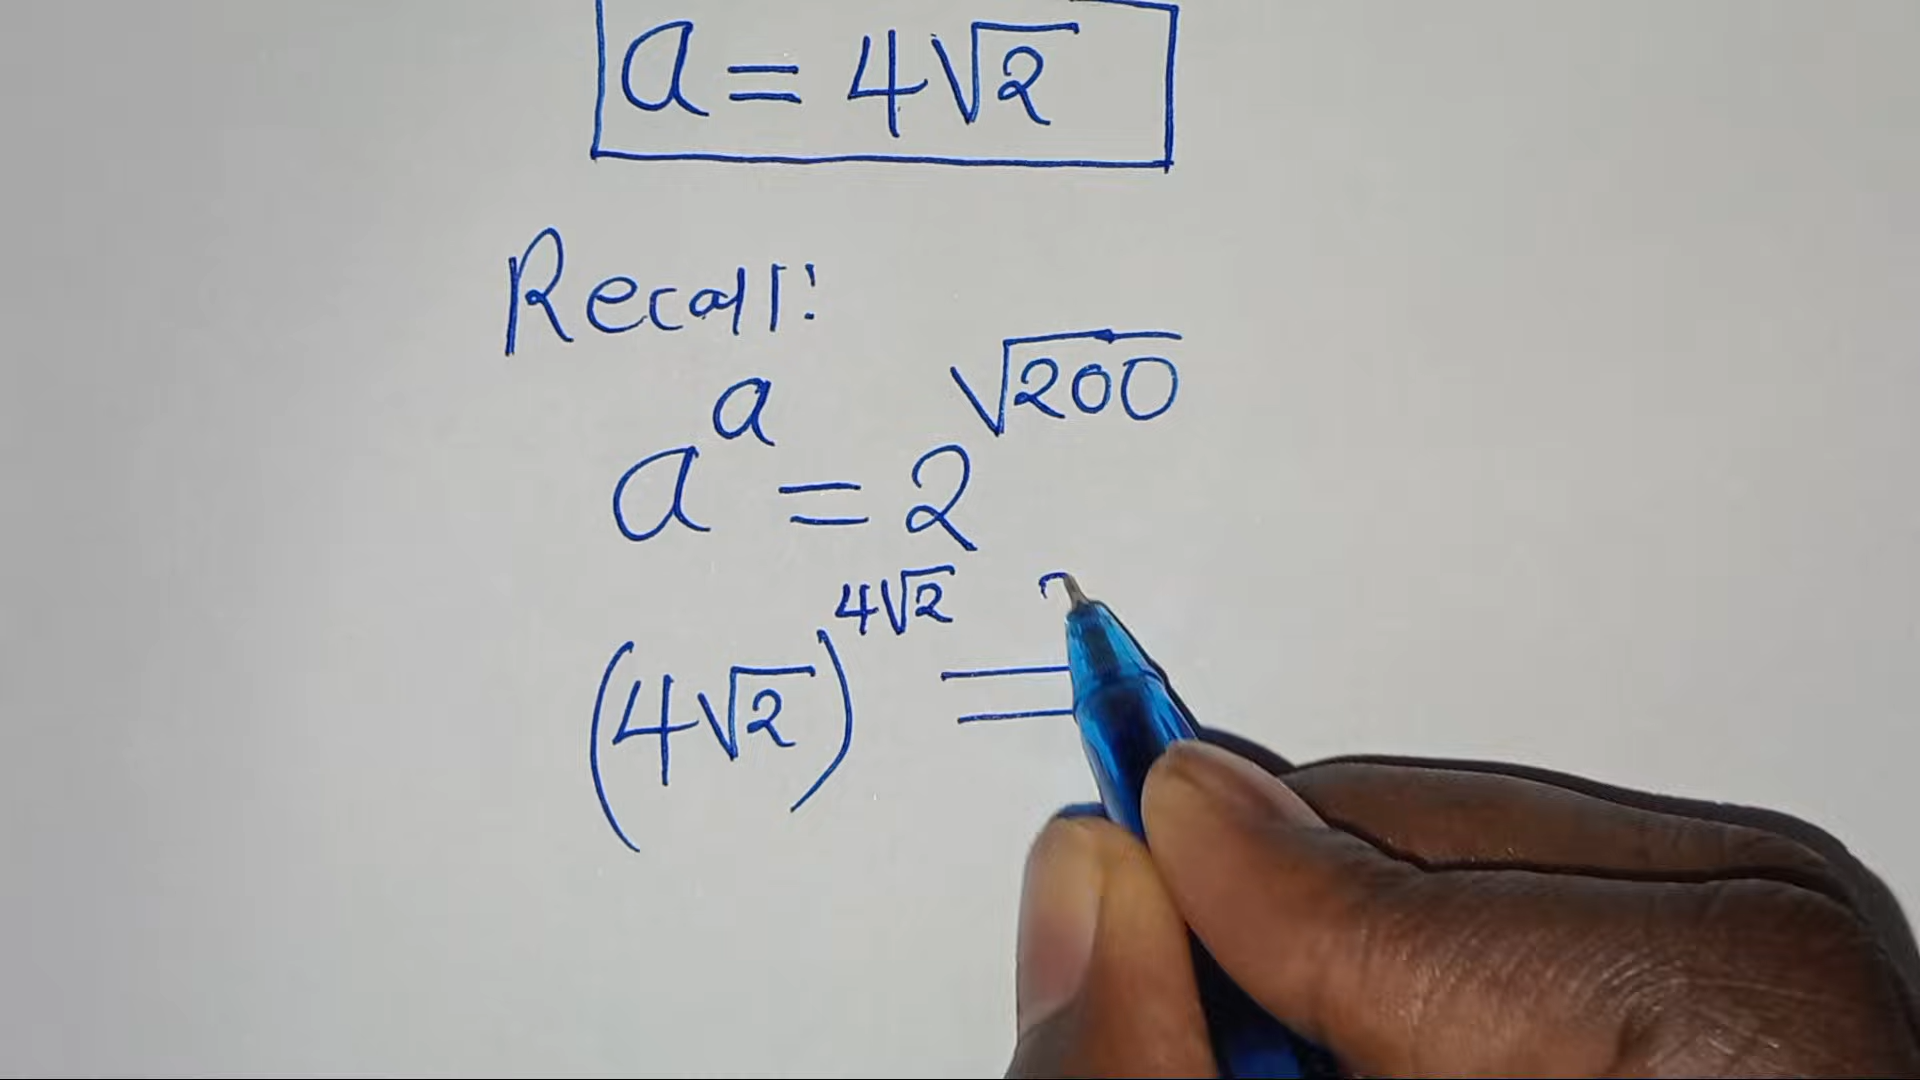 a = 4√2
Recall:
a^a = 2^√200
(4√2)^4√2 =